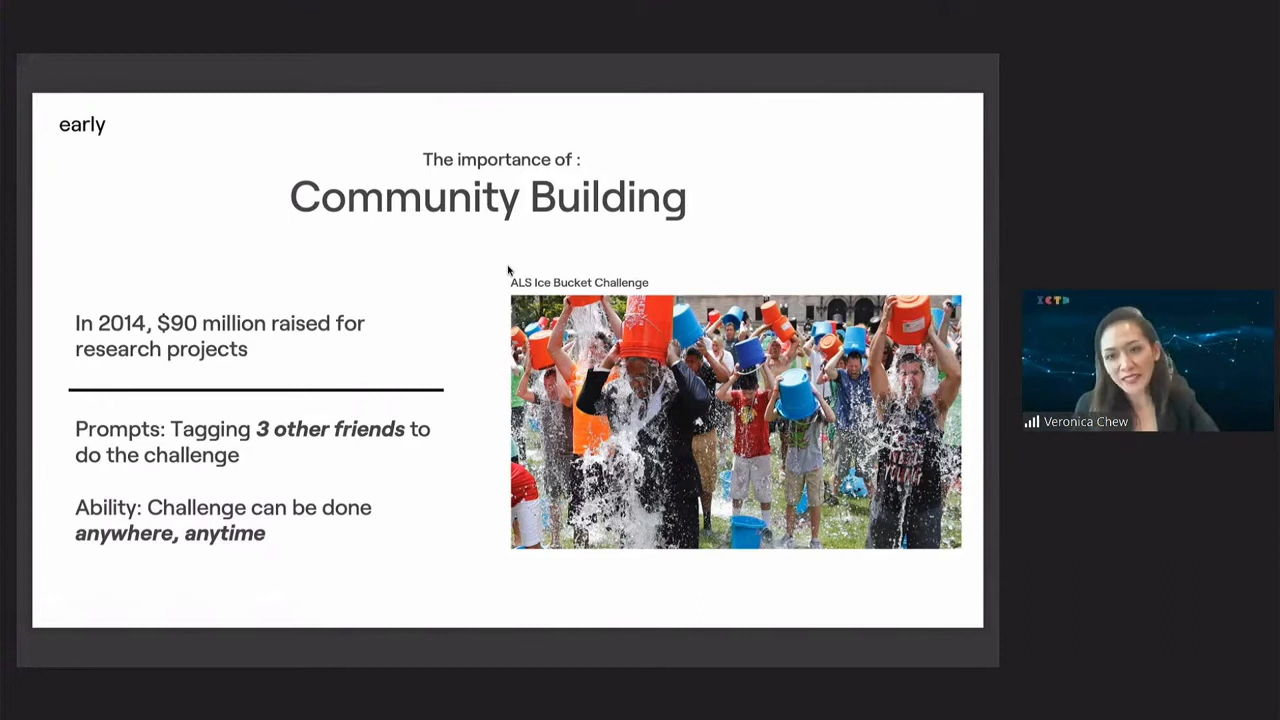 early
The importance of :
Community Building
ALS Ice Bucket Challenge
In 2014, $90 million raised for
research projects
Prompts: Tagging 3 other friends to
do the challenge
Ability: Challenge can be done
anywhere, anytime
ICTD
Veronica Chew